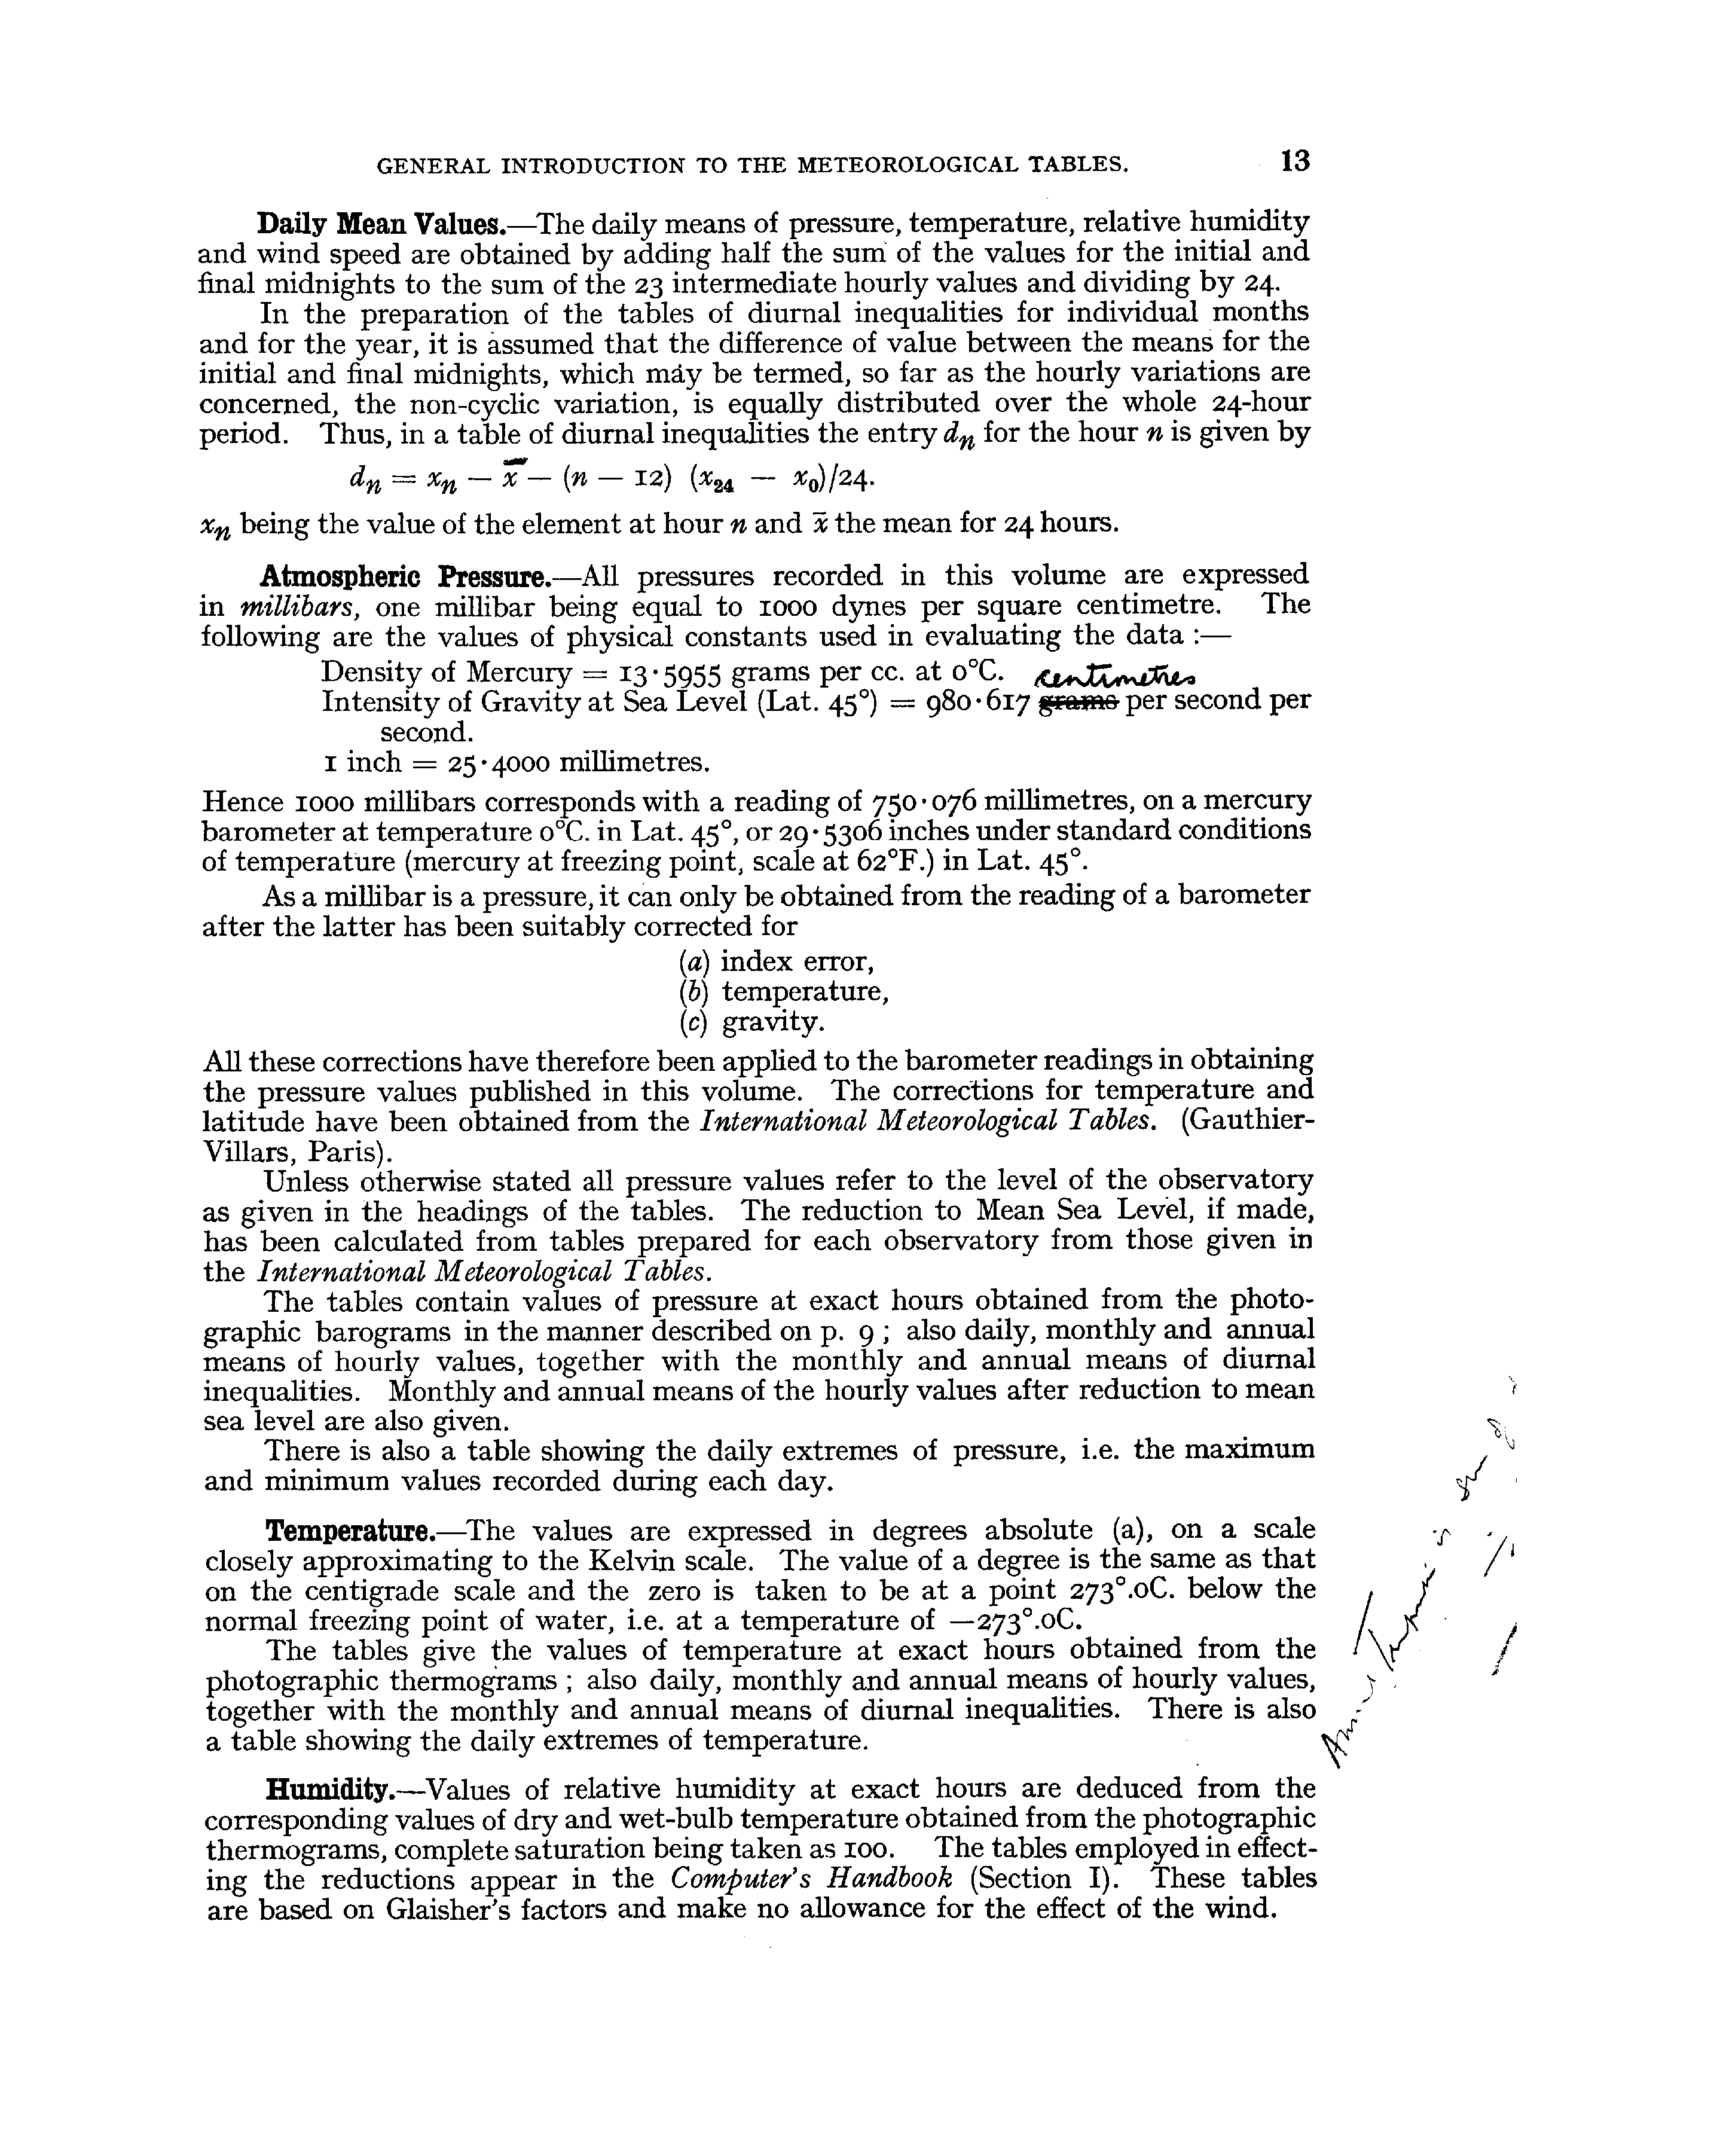 GENERAL INTRODUCTION TO THE METEOROLOGICAL TABLES. 13
Daily Mean Values.—The daily means of pressure, temperature, relative humidity
and wind speed are obtained by adding half the sum of the values for the initial and
final midnights to the sum of the 23 intermediate hourly values and dividing by 24.
In the preparation of the tables of diurnal inequalities for individual months
and for the year, it is assumed that the difference of value between the means for the
initial and final midnights, which may be termed, so far as the hourly variations are
concerned, the non-cyclic variation, is equally distributed over the whole 24-hour
period. Thus, in a table of diurnal inequalities the entry dₙ for the hour n is given by
dₙ = xₙ — x̄ — (n — 12) (x₂₄ — x₀)/24.
xₙ being the value of the element at hour n and x̄ the mean for 24 hours.
Atmospheric Pressure.—All pressures recorded in this volume are expressed
in millibars, one millibar being equal to 1000 dynes per square centimetre. The
following are the values of physical constants used in evaluating the data :—
Density of Mercury = 13·5955 grams per cc. at 0°C. centimetres
Intensity of Gravity at Sea Level (Lat. 45°) = 980·617 grams per second per
second.
1 inch = 25·4000 millimetres.
Hence 1000 millibars corresponds with a reading of 750·076 millimetres, on a mercury
barometer at temperature 0°C. in Lat. 45°, or 29·5306 inches under standard conditions
of temperature (mercury at freezing point, scale at 62°F.) in Lat. 45°.
As a millibar is a pressure, it can only be obtained from the reading of a barometer
after the latter has been suitably corrected for
(a) index error,
(b) temperature,
(c) gravity.
All these corrections have therefore been applied to the barometer readings in obtaining
the pressure values published in this volume. The corrections for temperature and
latitude have been obtained from the International Meteorological Tables. (Gauthier-
Villars, Paris).
Unless otherwise stated all pressure values refer to the level of the observatory
as given in the headings of the tables. The reduction to Mean Sea Level, if made,
has been calculated from tables prepared for each observatory from those given in
the International Meteorological Tables.
The tables contain values of pressure at exact hours obtained from the photo-
graphic barograms in the manner described on p. 9 ; also daily, monthly and annual
means of hourly values, together with the monthly and annual means of diurnal
inequalities. Monthly and annual means of the hourly values after reduction to mean
sea level are also given.
There is also a table showing the daily extremes of pressure, i.e. the maximum
and minimum values recorded during each day.
Temperature.—The values are expressed in degrees absolute (a), on a scale
closely approximating to the Kelvin scale. The value of a degree is the same as that
on the centigrade scale and the zero is taken to be at a point 273°.0C. below the
normal freezing point of water, i.e. at a temperature of —273°.0C.
The tables give the values of temperature at exact hours obtained from the
photographic thermograms ; also daily, monthly and annual means of hourly values,
together with the monthly and annual means of diurnal inequalities. There is also
a table showing the daily extremes of temperature.
Humidity.—Values of relative humidity at exact hours are deduced from the
corresponding values of dry and wet-bulb temperature obtained from the photographic
thermograms, complete saturation being taken as 100. The tables employed in effect-
ing the reductions appear in the Computer's Handbook (Section I). These tables
are based on Glaisher's factors and make no allowance for the effect of the wind.